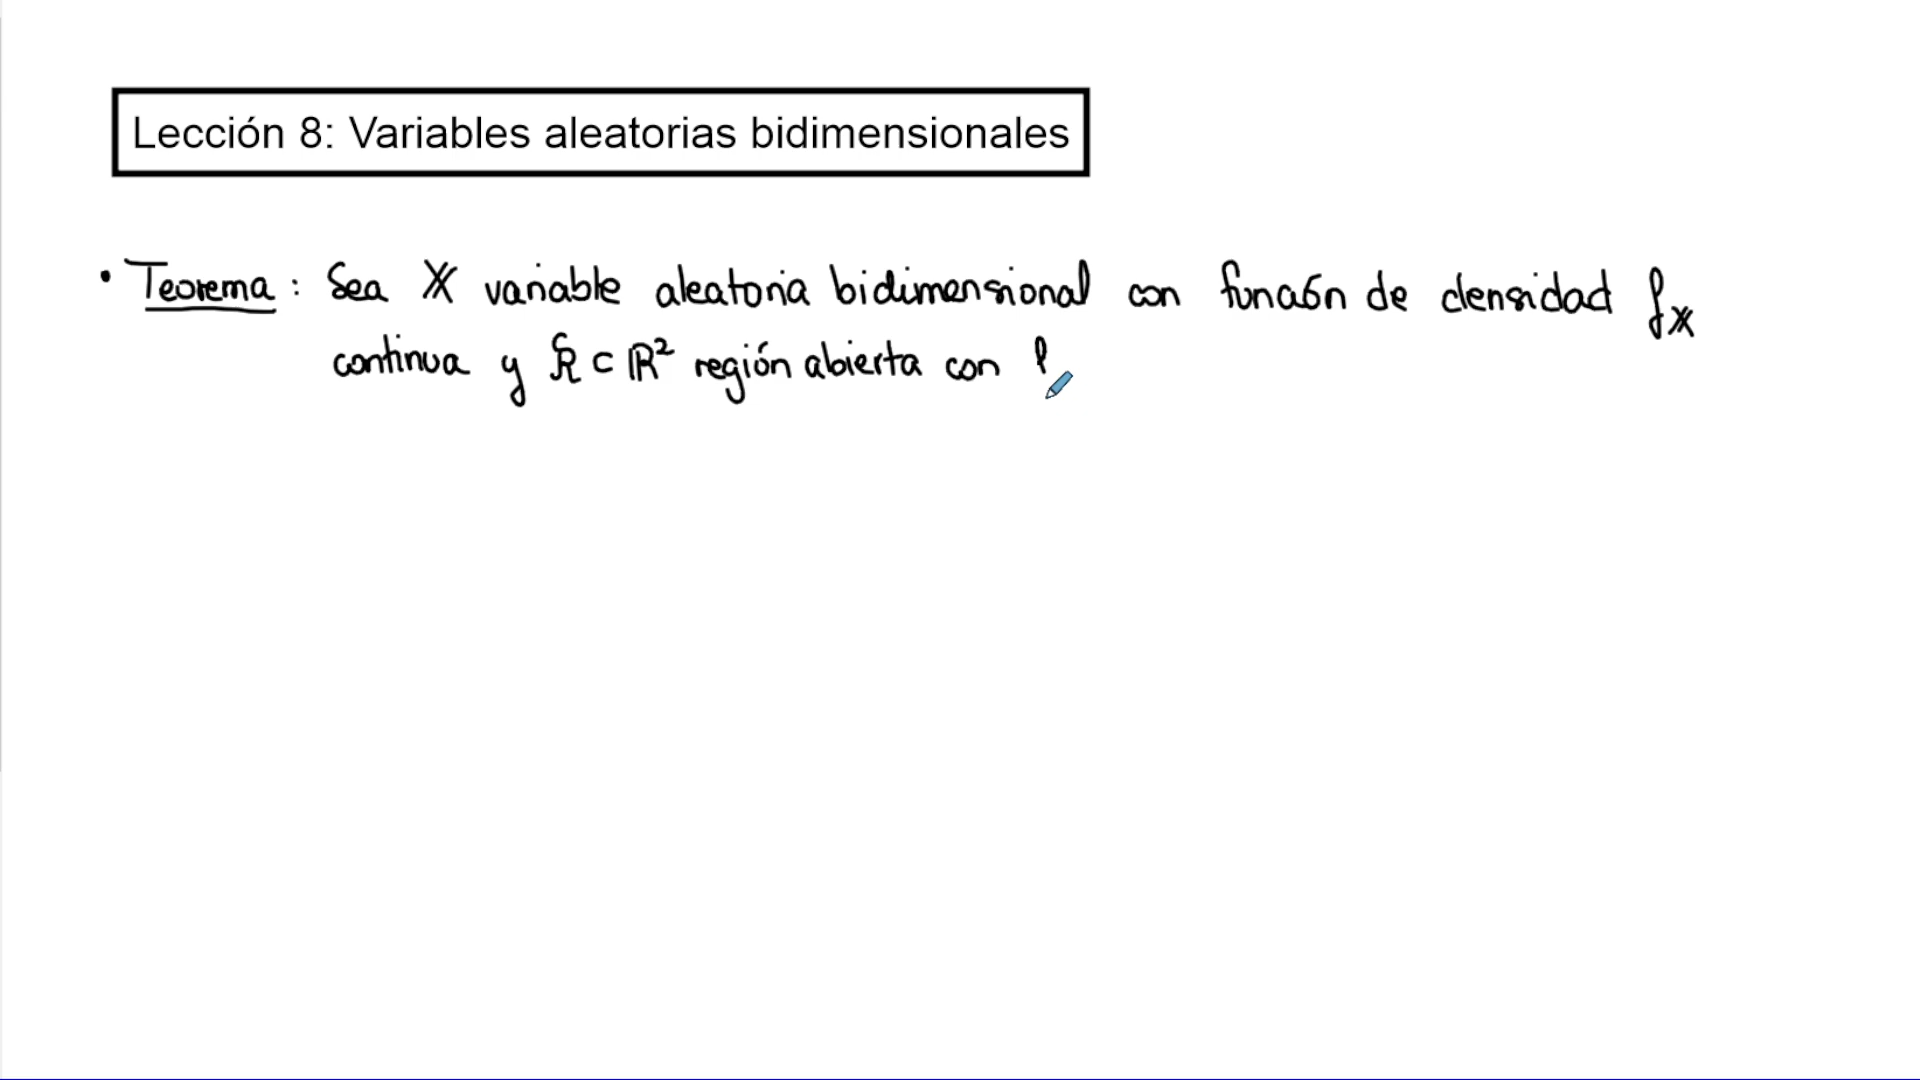 Lección 8: Variables aleatorias bidimensionales
• Teorema: Sea 𝕏 variable aleatoria bidimensional con función de densidad f𝕏
continua y ℛ ⊂ ℝ² región abierta con